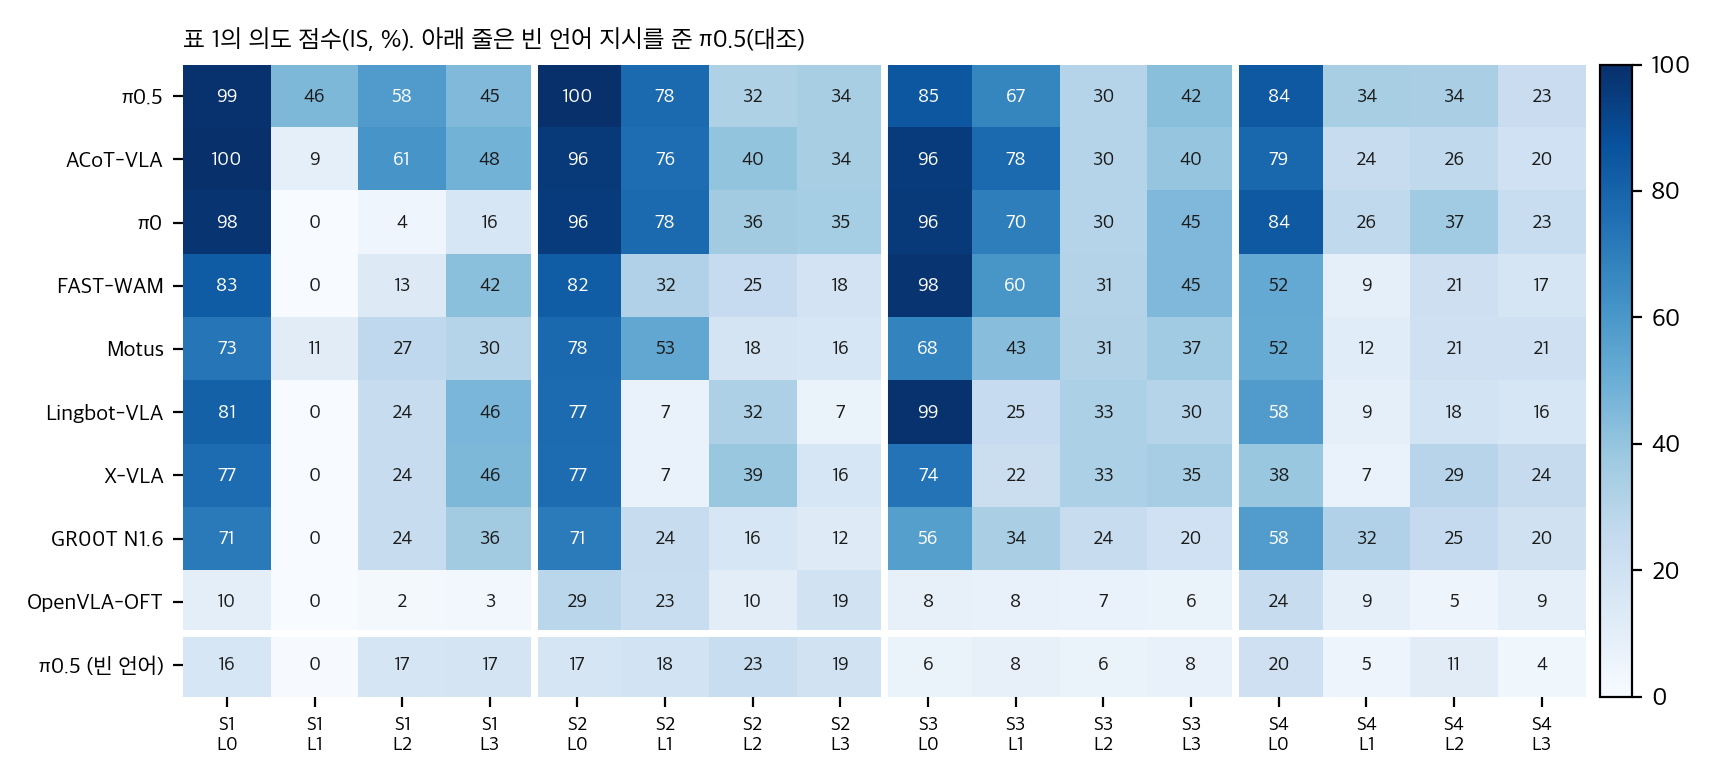 표 1의 의도 점수(IS, %). 아래 줄은 빈 언어 지시를 준 π0.5(대조)
π0.5 99 46 58 45 100 78 32 34 85 67 30 42 84 34 34 23
ACoT-VLA 100 9 61 48 96 76 40 34 96 78 30 40 79 24 26 20
π0 98 0 4 16 96 78 36 35 96 70 30 45 84 26 37 23
FAST-WAM 83 0 13 42 82 32 25 18 98 60 31 45 52 9 21 17
Motus 73 11 27 30 78 53 18 16 68 43 31 37 52 12 21 21
Lingbot-VLA 81 0 24 46 77 7 32 7 99 25 33 30 58 9 18 16
X-VLA 77 0 24 46 77 7 39 16 74 22 33 35 38 7 29 24
GR00T N1.6 71 0 24 36 71 24 16 12 56 34 24 20 58 32 25 20
OpenVLA-OFT 10 0 2 3 29 23 10 19 8 8 7 6 24 9 5 9
π0.5 (빈 언어) 16 0 17 17 17 18 23 19 6 8 6 8 20 5 11 4
S1 S1 S1 S1 S2 S2 S2 S2 S3 S3 S3 S3 S4 S4 S4 S4
L0 L1 L2 L3 L0 L1 L2 L3 L0 L1 L2 L3 L0 L1 L2 L3
100
80
60
40
20
0